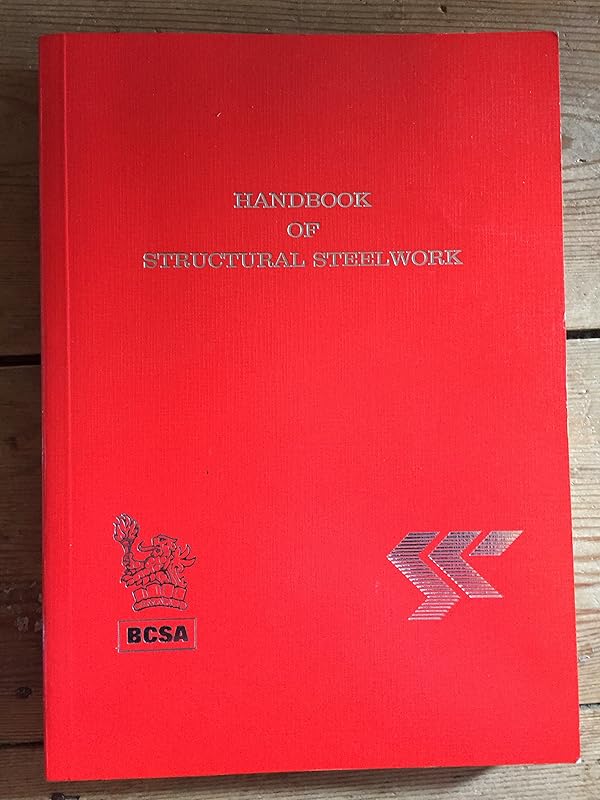 HANDBOOK
OF
STRUCTURAL STEELWORK
BCSA